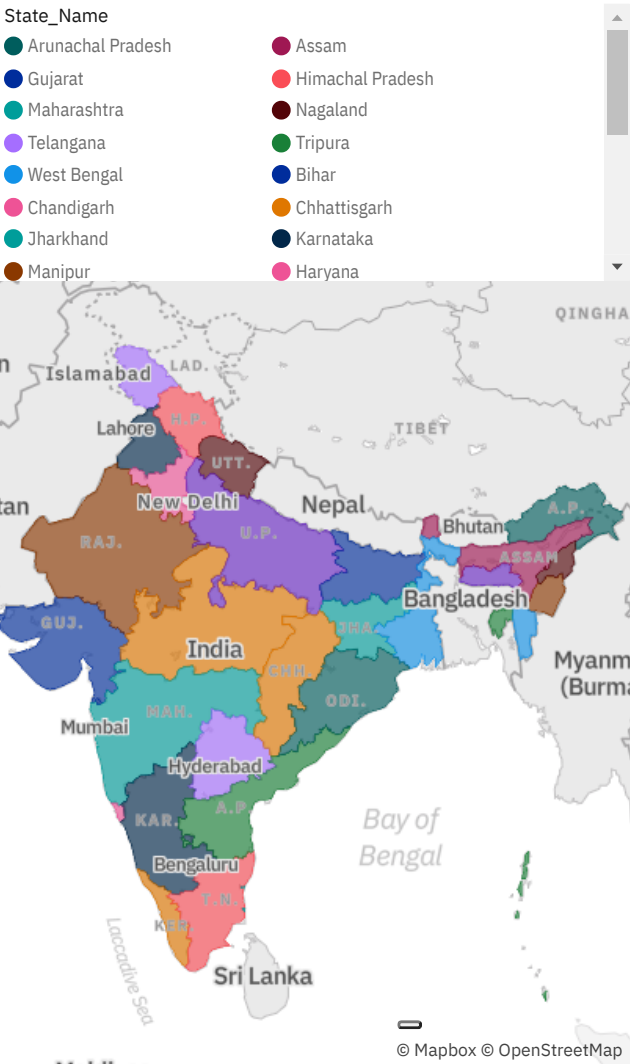 State_Name
Arunachal Pradesh
Assam
Gujarat
Himachal Pradesh
Maharashtra
Nagaland
Telangana
Tripura
West Bengal
Bihar
Chandigarh
Chhattisgarh
Jharkhand
Karnataka
Manipur
Haryana
QINGHA
n
LAD.
Islamabad
H.P.
Lahore
TIBET
UTT.
New Delhi
tan
Nepal
A.P.
Bhutan
U.P.
RAJ.
ASSAM
Bangladesh
GUJ.
JHA.
India
Myanm
(Burma
CHH.
ODI.
MAH.
Mumbai
Hyderabad
A.P.
KAR.
Bay of
Bengal
Bengaluru
T.N.
KER.
Laccadive Sea
Sri Lanka
© Mapbox © OpenStreetMap